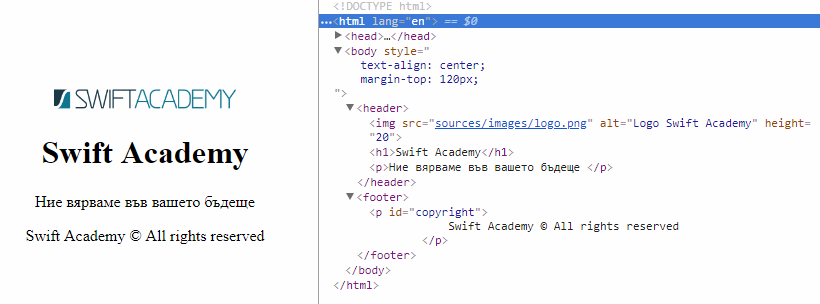 SWIFTACADEMY
Swift Academy
Ние вярваме във вашето бъдеще
Swift Academy © All rights reserved
<!DOCTYPE html>
...<html lang="en"> == $0
▶<head>…</head>
▼<body style="
text-align: center;
margin-top: 120px;
">
▼<header>
<img src="sources/images/logo.png" alt="Logo Swift Academy" height=
"20">
<h1>Swift Academy</h1>
<p>Ние вярваме във вашето бъдеще </p>
</header>
▼<footer>
<p id="copyright">
Swift Academy © All rights reserved
</p>
</footer>
</body>
</html>